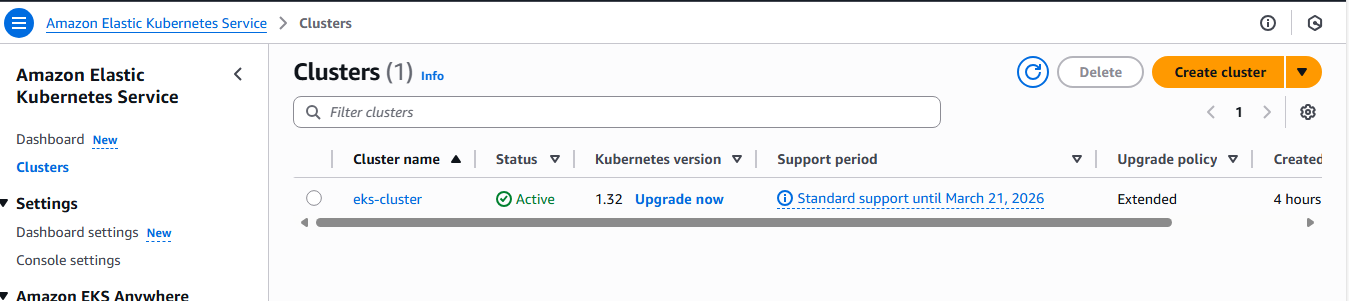 Amazon Elastic Kubernetes Service > Clusters
Amazon Elastic
Kubernetes Service
Dashboard New
Clusters
Settings
Dashboard settings New
Console settings
Amazon EKS Anywhere
Clusters (1) Info
Delete
Create cluster
Filter clusters
1
Cluster name Status Kubernetes version Support period Upgrade policy Created
eks-cluster Active 1.32 Upgrade now Standard support until March 21, 2026 Extended 4 hours